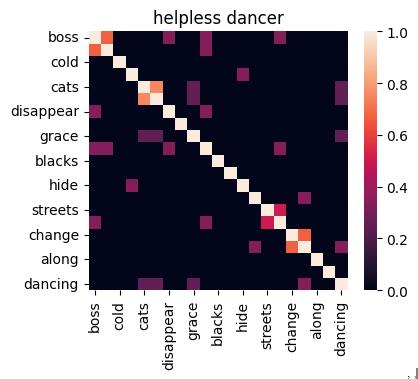 helpless dancer
boss
cold
cats
disappear
grace
blacks
hide
streets
change
along
dancing
1.0
0.8
0.6
0.4
0.2
0.0
boss
cold
cats
disappear
grace
blacks
hide
streets
change
along
dancing